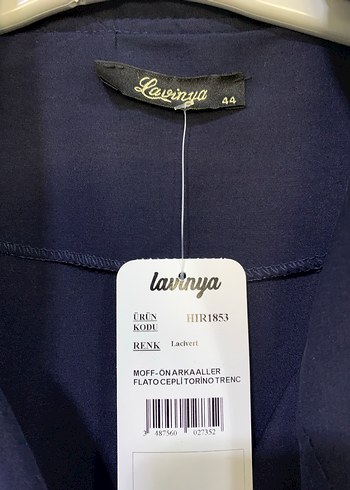 Lavinya
44
lavinya
ÜRÜN KODU HIR1853
RENK Lacivert
MOFF-ÖN ARKA ALLER
FLATO CEPLİ TORİNO TRENC
3 487560 027352